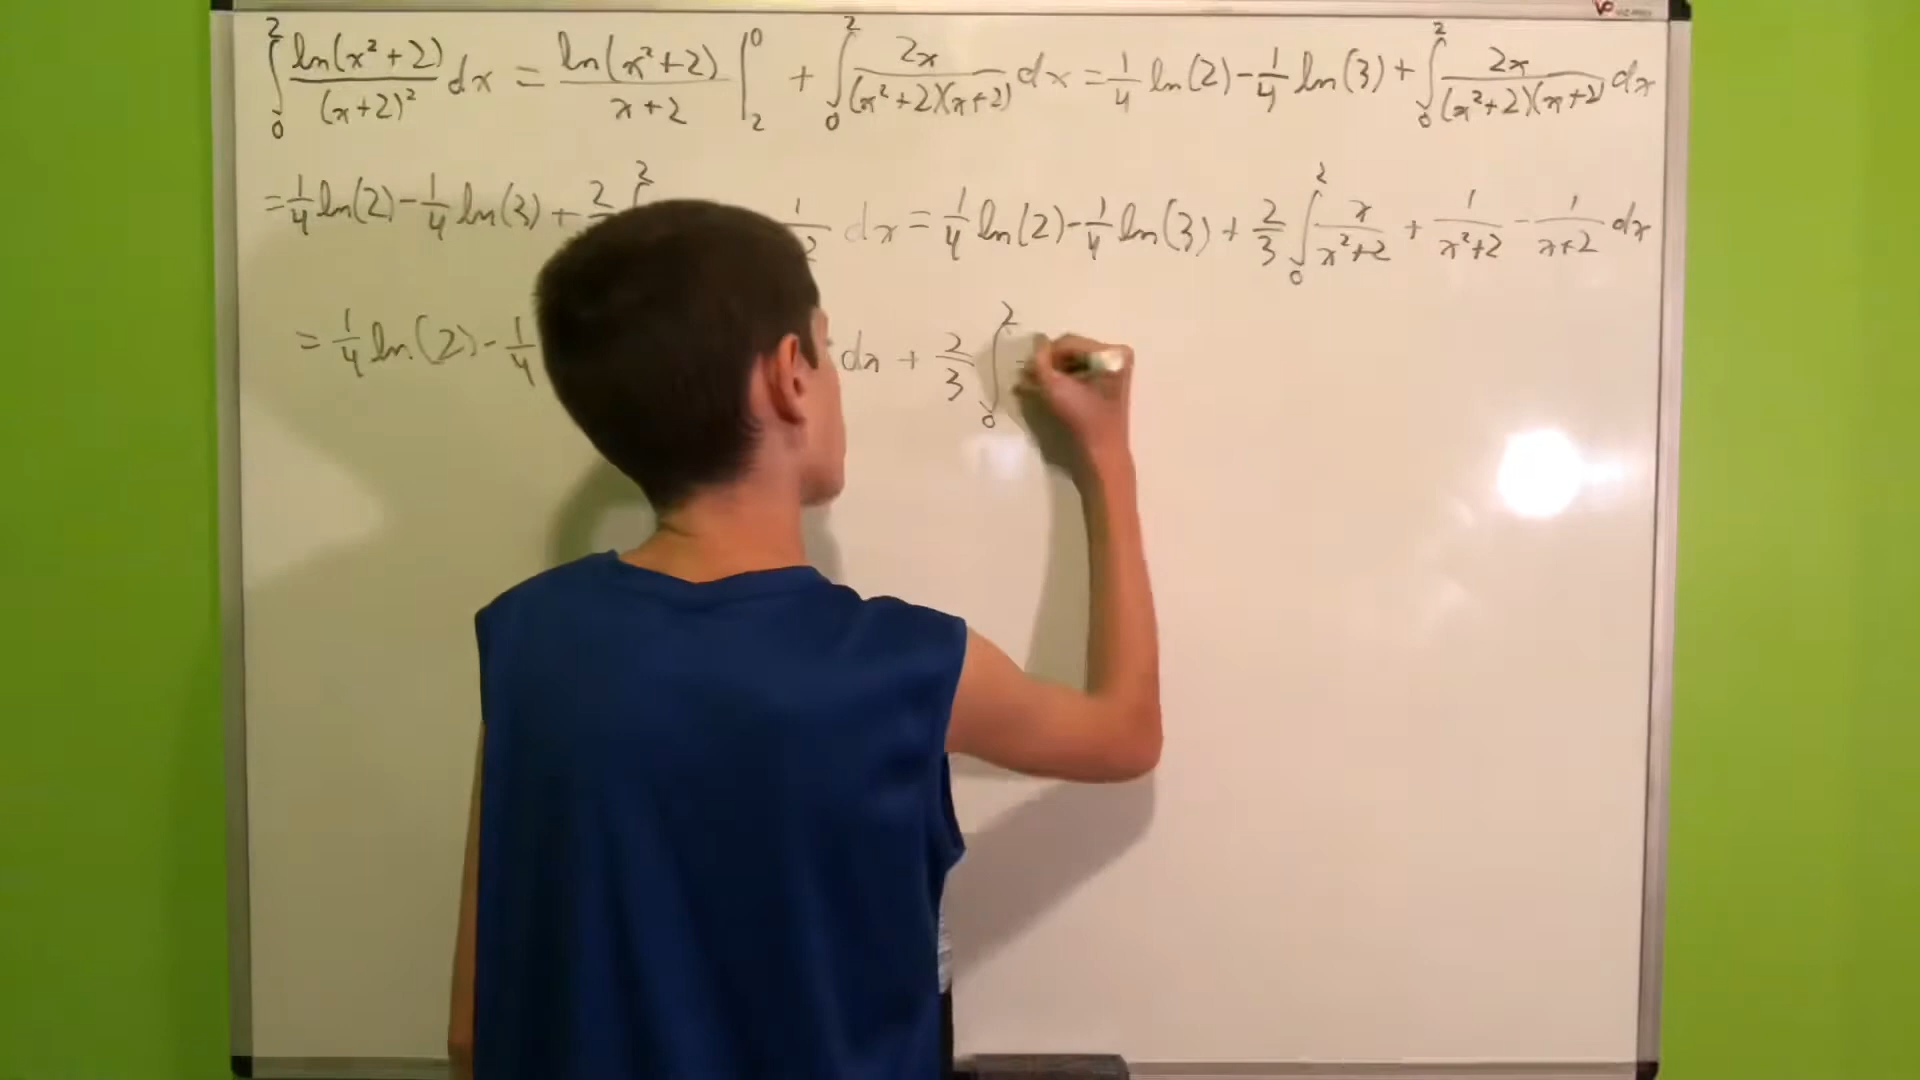 ∫₀² ln(x²+2)/(x+2)² dx = ln(x²+2)/(x+2) |₂⁰ + ∫₀² 2x/((x²+2)(x+2)) dx = 1/4 ln(2) - 1/4 ln(3) + ∫₀² 2x/((x²+2)(x+2)) dx
= 1/4 ln(2) - 1/4 ln(3) + 2 ∫² 1 2 dx = 1/4 ln(2) - 1/4 ln(3) + 2/3 ∫₀² x/(x²+2) + 1/(x²+2) - 1/(x+2) dx
= 1/4 ln(2) - 1/4 dx + 2/3 ∫₀²